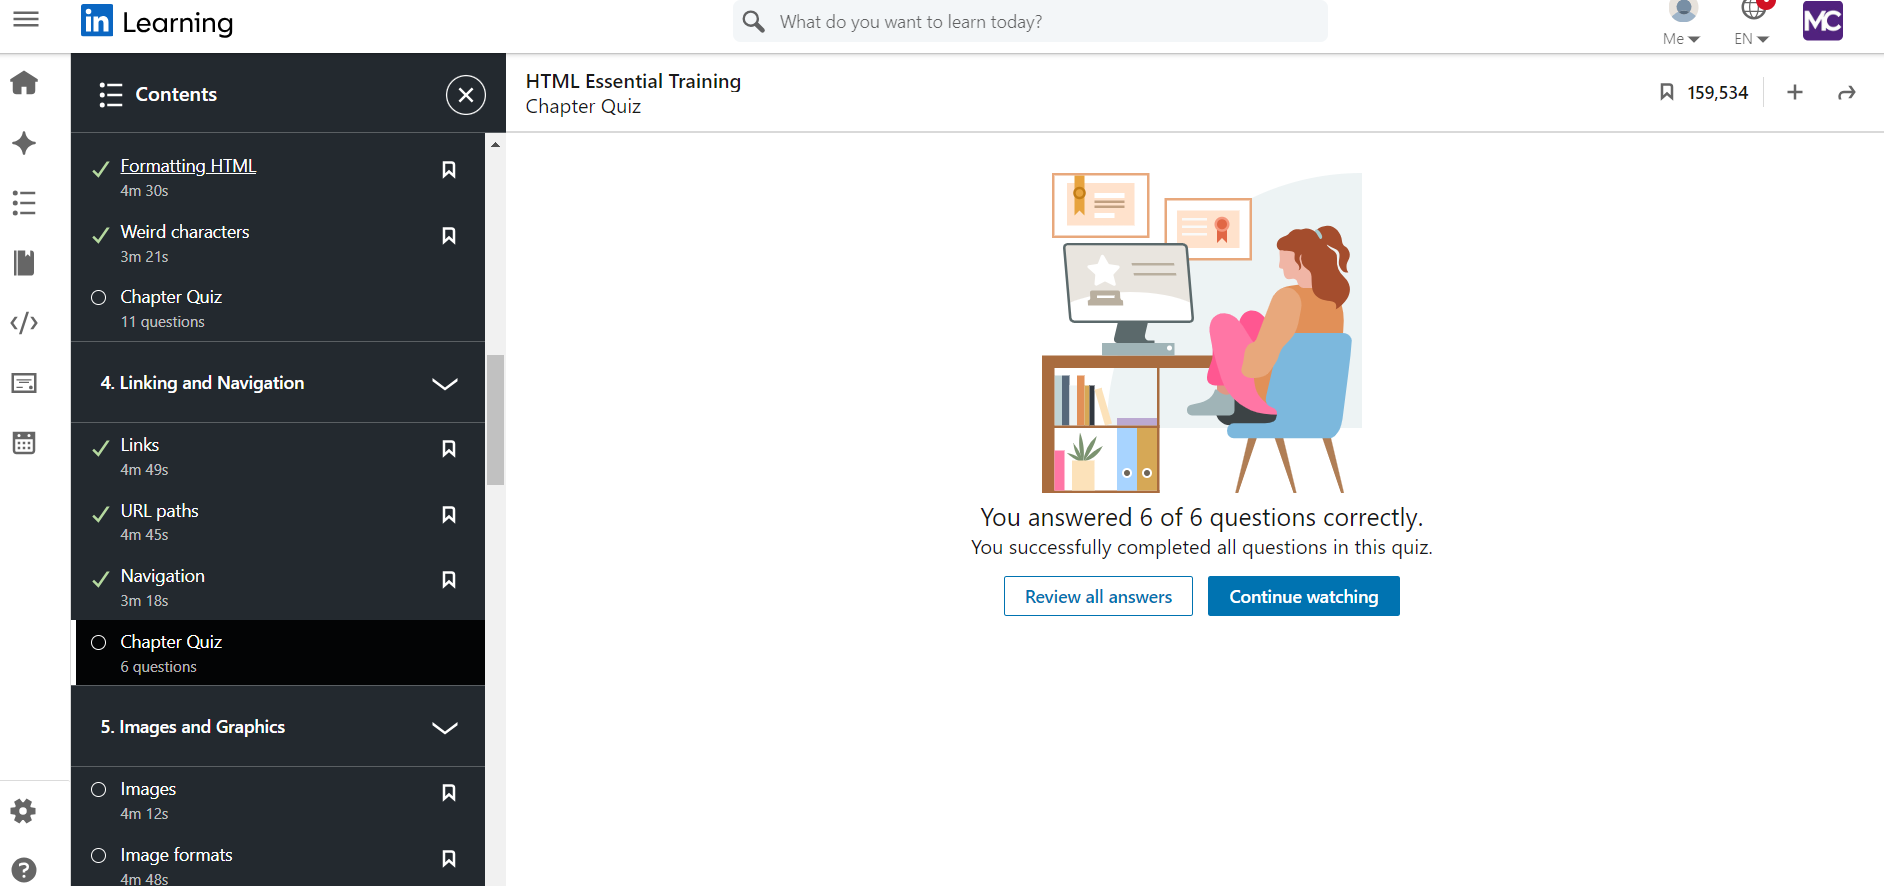 in Learning
What do you want to learn today?
Me
EN
MC
Contents
HTML Essential Training
Chapter Quiz
159,534
Formatting HTML
4m 30s
Weird characters
3m 21s
Chapter Quiz
11 questions
4. Linking and Navigation
Links
4m 49s
URL paths
4m 45s
Navigation
3m 18s
Chapter Quiz
6 questions
5. Images and Graphics
Images
4m 12s
Image formats
4m 48s
You answered 6 of 6 questions correctly.
You successfully completed all questions in this quiz.
Review all answers
Continue watching